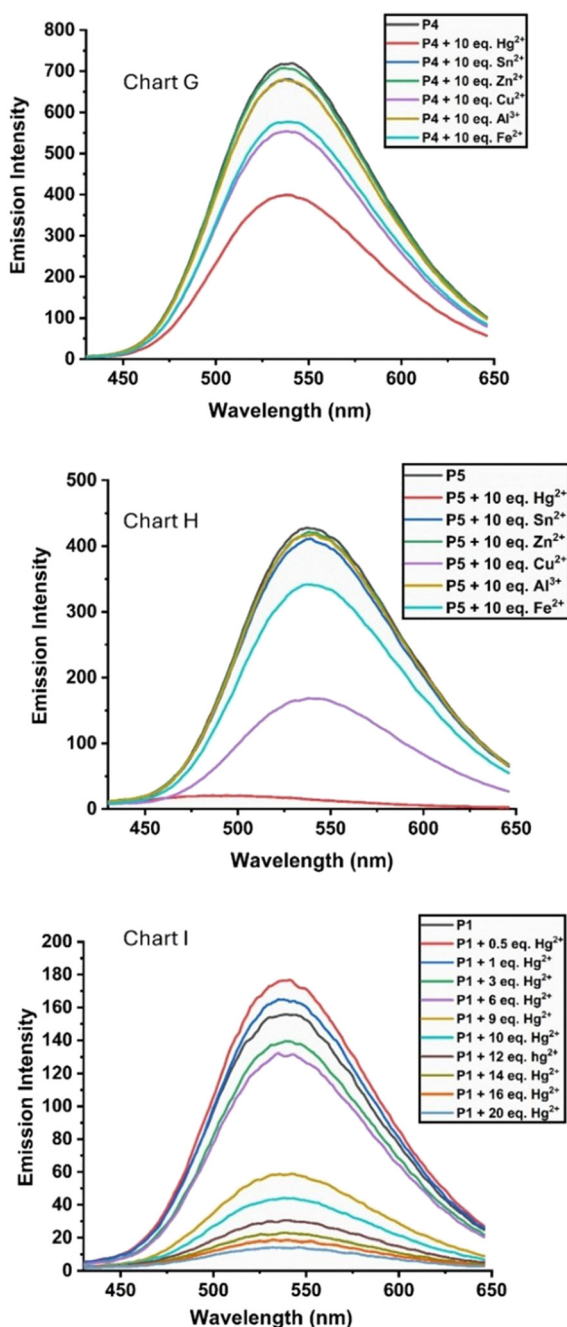 Chart G
P4
P4 + 10 eq. Hg²⁺
P4 + 10 eq. Sn²⁺
P4 + 10 eq. Zn²⁺
P4 + 10 eq. Cu²⁺
P4 + 10 eq. Al³⁺
P4 + 10 eq. Fe²⁺
Emission Intensity
800
700
600
500
400
300
200
100
0
450
500
550
600
650
Wavelength (nm)
Chart H
P5
P5 + 10 eq. Hg²⁺
P5 + 10 eq. Sn²⁺
P5 + 10 eq. Zn²⁺
P5 + 10 eq. Cu²⁺
P5 + 10 eq. Al³⁺
P5 + 10 eq. Fe²⁺
Emission Intensity
500
400
300
200
100
0
450
500
550
600
650
Wavelength (nm)
Chart I
P1
P1 + 0.5 eq. Hg²⁺
P1 + 1 eq. Hg²⁺
P1 + 3 eq. Hg²⁺
P1 + 6 eq. Hg²⁺
P1 + 9 eq. Hg²⁺
P1 + 10 eq. Hg²⁺
P1 + 12 eq. hg²⁺
P1 + 14 eq. Hg²⁺
P1 + 16 eq. Hg²⁺
P1 + 20 eq. Hg²⁺
Emission Intensity
200
180
160
140
120
100
80
60
40
20
0
450
500
550
600
650
Wavelength (nm)